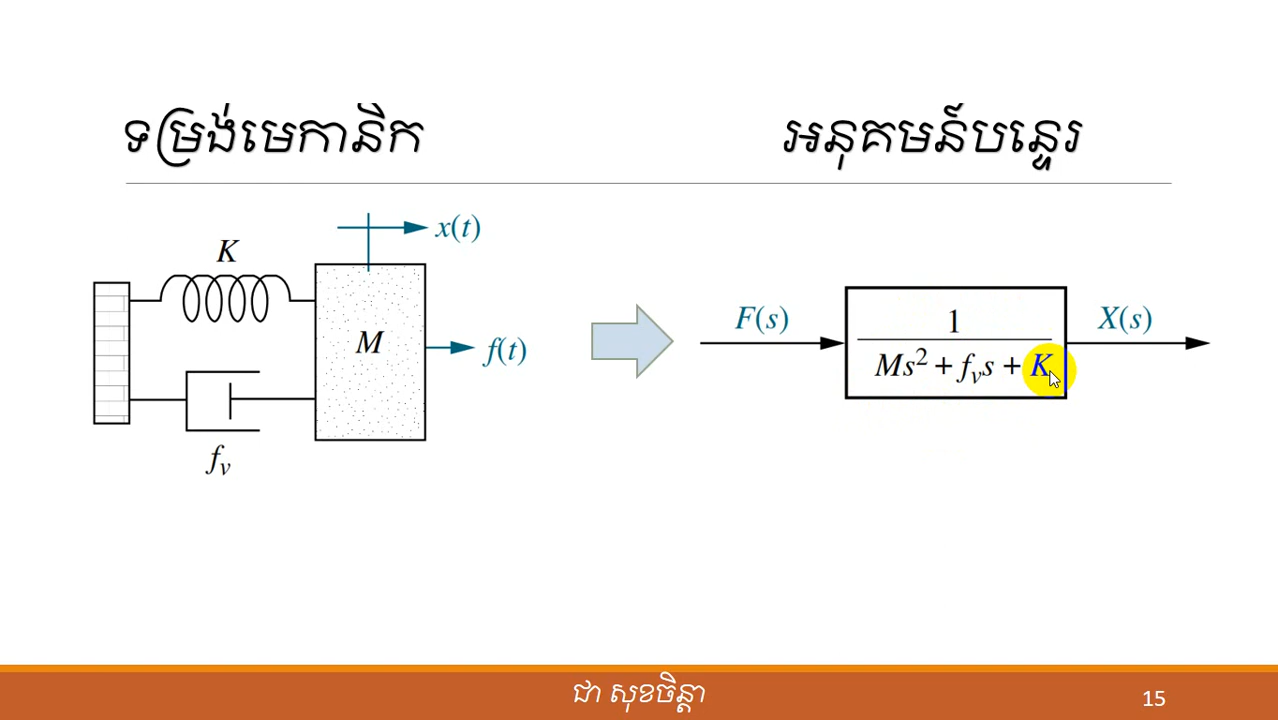 ទម្រង់មេកានិក
អនុគមន៍បន្ទេរ
x(t)
K
M
f(t)
fᵥ
F(s)
1
Ms² + fᵥs + K
X(s)
ជា សុខចិន្តា
15